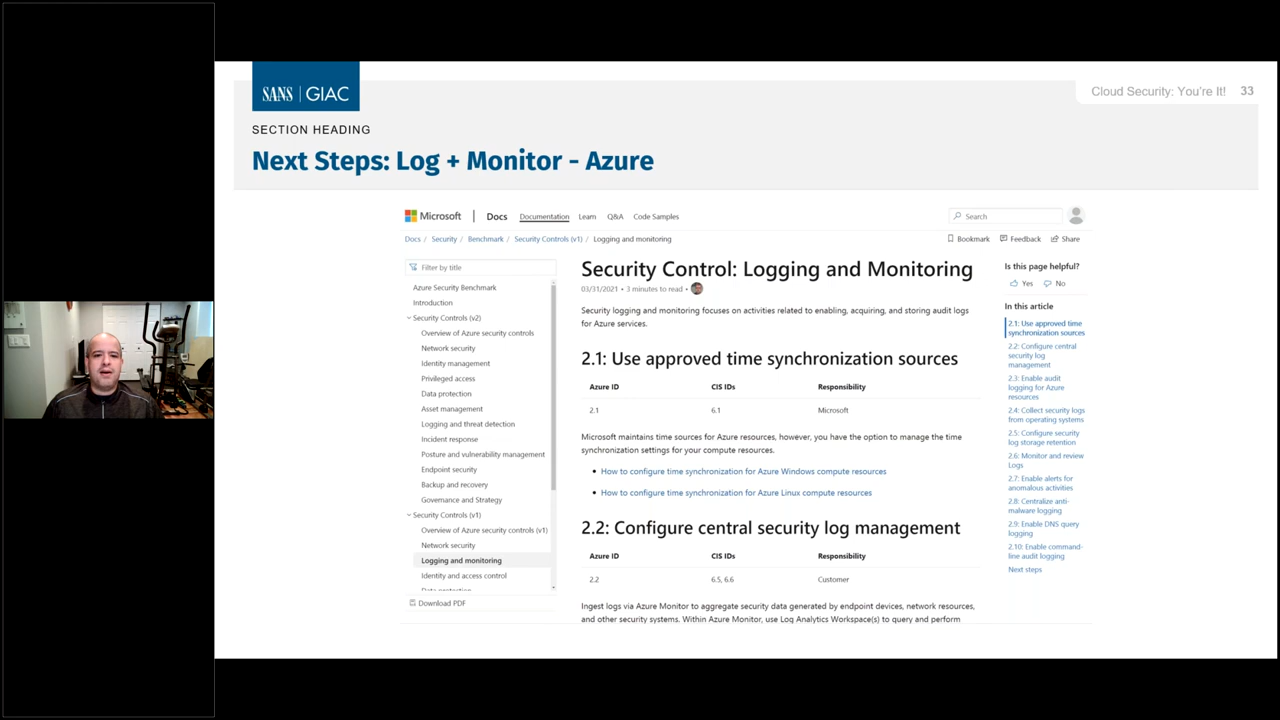 SANS | GIAC
Cloud Security: You're It! 33
SECTION HEADING
Next Steps: Log + Monitor - Azure
Microsoft | Docs Documentation Learn Q&A Code Samples
Search
Docs / Security / Benchmark / Security Controls (v1) / Logging and monitoring
Bookmark Feedback Share
Filter by title
Azure Security Benchmark
Introduction
Security Controls (v2)
Overview of Azure security controls
Network security
Identity management
Privileged access
Data protection
Asset management
Logging and threat detection
Incident response
Posture and vulnerability management
Endpoint security
Backup and recovery
Governance and Strategy
Security Controls (v1)
Overview of Azure security controls (v1)
Network security
Logging and monitoring
Identity and access control
Data protection
Download PDF
Security Control: Logging and Monitoring
03/31/2021 • 3 minutes to read •
Security logging and monitoring focuses on activities related to enabling, acquiring, and storing audit logs
for Azure services.
2.1: Use approved time synchronization sources
Azure ID CIS IDs Responsibility
2.1 6.1 Microsoft
Microsoft maintains time sources for Azure resources, however, you have the option to manage the time
synchronization settings for your compute resources.
• How to configure time synchronization for Azure Windows compute resources
• How to configure time synchronization for Azure Linux compute resources
2.2: Configure central security log management
Azure ID CIS IDs Responsibility
2.2 6.5, 6.6 Customer
Ingest logs via Azure Monitor to aggregate security data generated by endpoint devices, network resources,
and other security systems. Within Azure Monitor, use Log Analytics Workspace(s) to query and perform
Is this page helpful?
Yes No
In this article
2.1: Use approved time
synchronization sources
2.2: Configure central
security log
management
2.3: Enable audit
logging for Azure
resources
2.4: Collect security logs
from operating systems
2.5: Configure security
log storage retention
2.6: Monitor and review
Logs
2.7: Enable alerts for
anomalous activities
2.8: Centralize anti-
malware logging
2.9: Enable DNS query
logging
2.10: Enable command-
line audit logging
Next steps